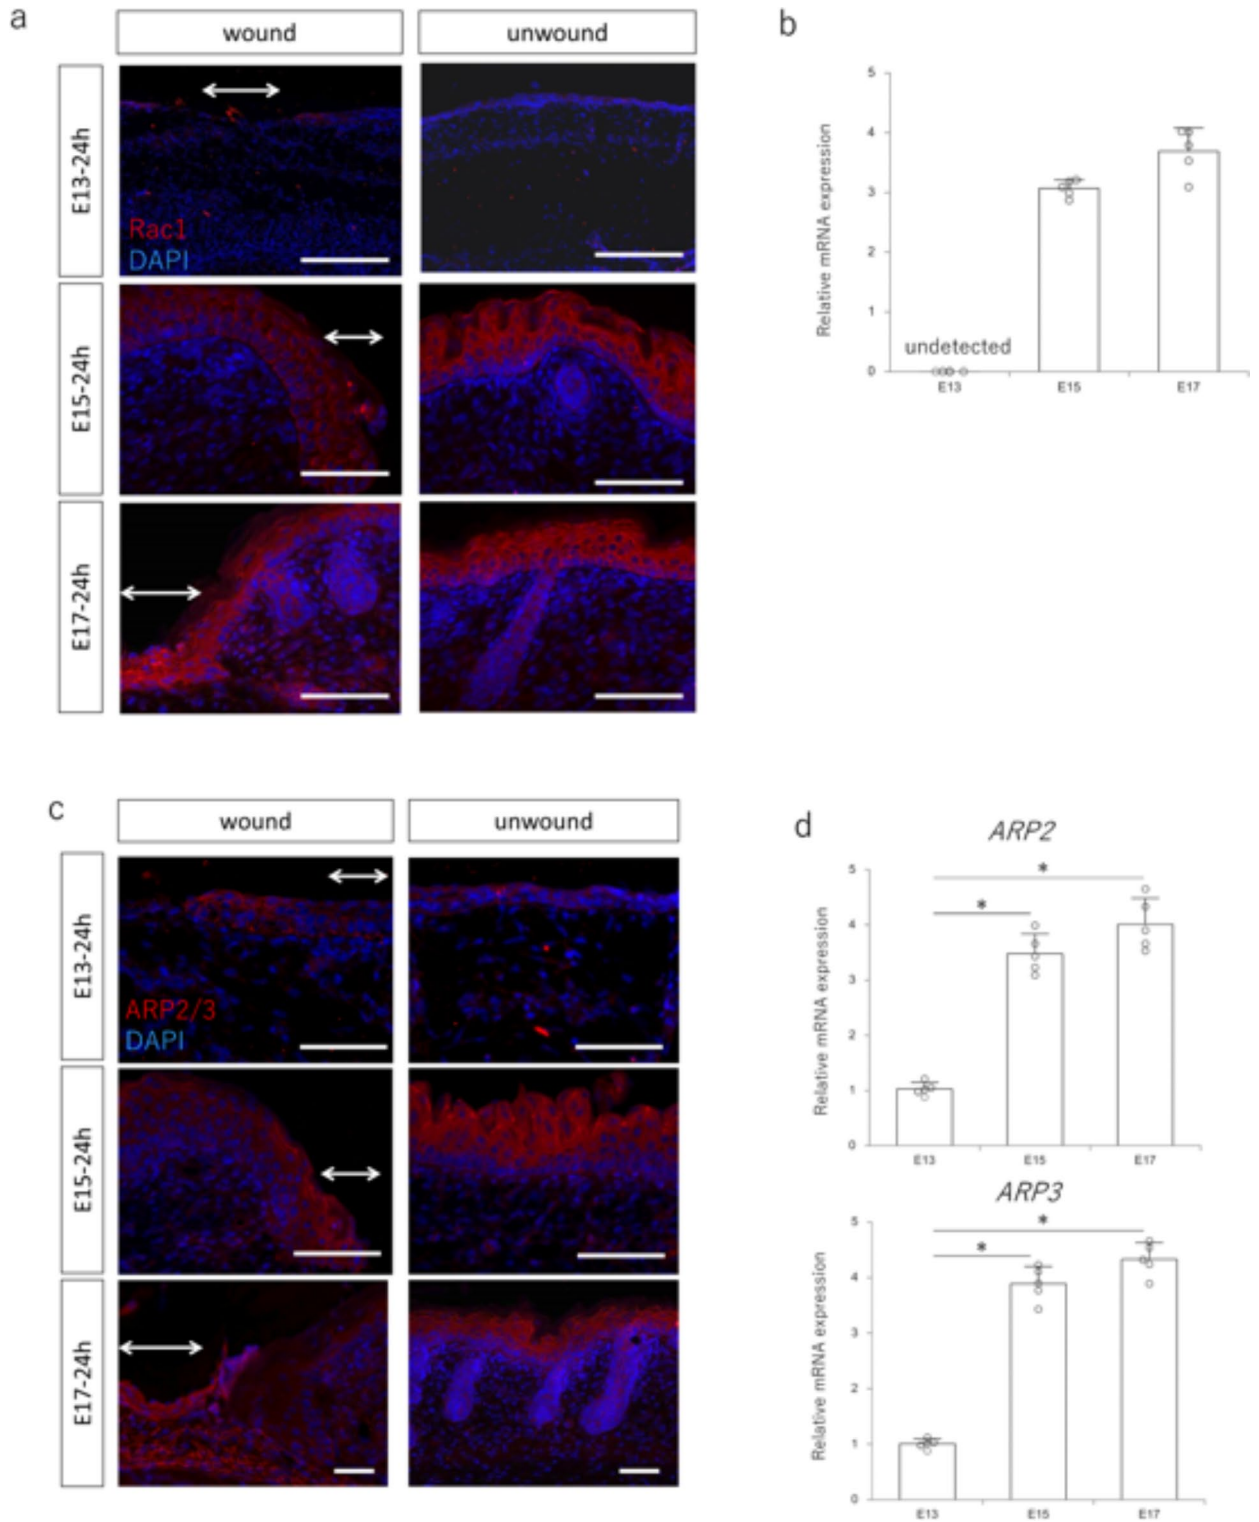 a
wound
unwound
E13-24h
Rac1
DAPI
E15-24h
E17-24h
b
Relative mRNA expression
5
4
3
2
1
0
undetected
E13
E15
E17
c
wound
unwound
E13-24h
ARP2/3
DAPI
E15-24h
E17-24h
d
ARP2
Relative mRNA expression
5
4
3
2
1
0
*
*
E13
E15
E17
ARP3
Relative mRNA expression
5
4
3
2
1
0
*
*
E13
E15
E17